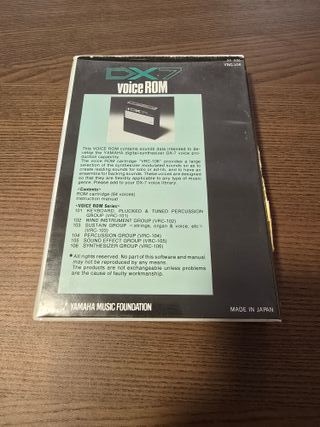 YRC-106
DX7
voice ROM
This VOICE ROM contains sounds data intended to de-
velope the YAMAHA digital-synthesizer DX-7 voice pro-
duction capability.
The voice ROM cartridge "VRC-106" provides a large
selection of the synthesizer modulated sounds so as to
create leading sounds for solo or ad-lib, and to have an
ensemble for backing sounds. These voices are designed
so that they are flexibly applicable to any type of music
genre. Please add to your DX-7 voice library.
<Contents>
ROM cartridge (64 voices)
Instruction manual
<VOICE ROM Series>
101 KEYBOARD, PLUCKED & TUNED PERCUSSION
GROUP (VRC-101)
102 WIND INSTRUMENT GROUP (VRC-102)
103 SUSTAIN GROUP <strings, organ & voice, etc>
(VRC-103)
104 PERCUSSION GROUP (VRC-104)
105 SOUND EFFECT GROUP (VRC-105)
106 SYNTHESIZER GROUP (VRC-106)
* All rights reserved. No part of this software and manual
may not be reproduced by any means.
The products are not exchangeable unless problems
are the cause of faulty workmanship.
YAMAHA MUSIC FOUNDATION
MADE IN JAPAN